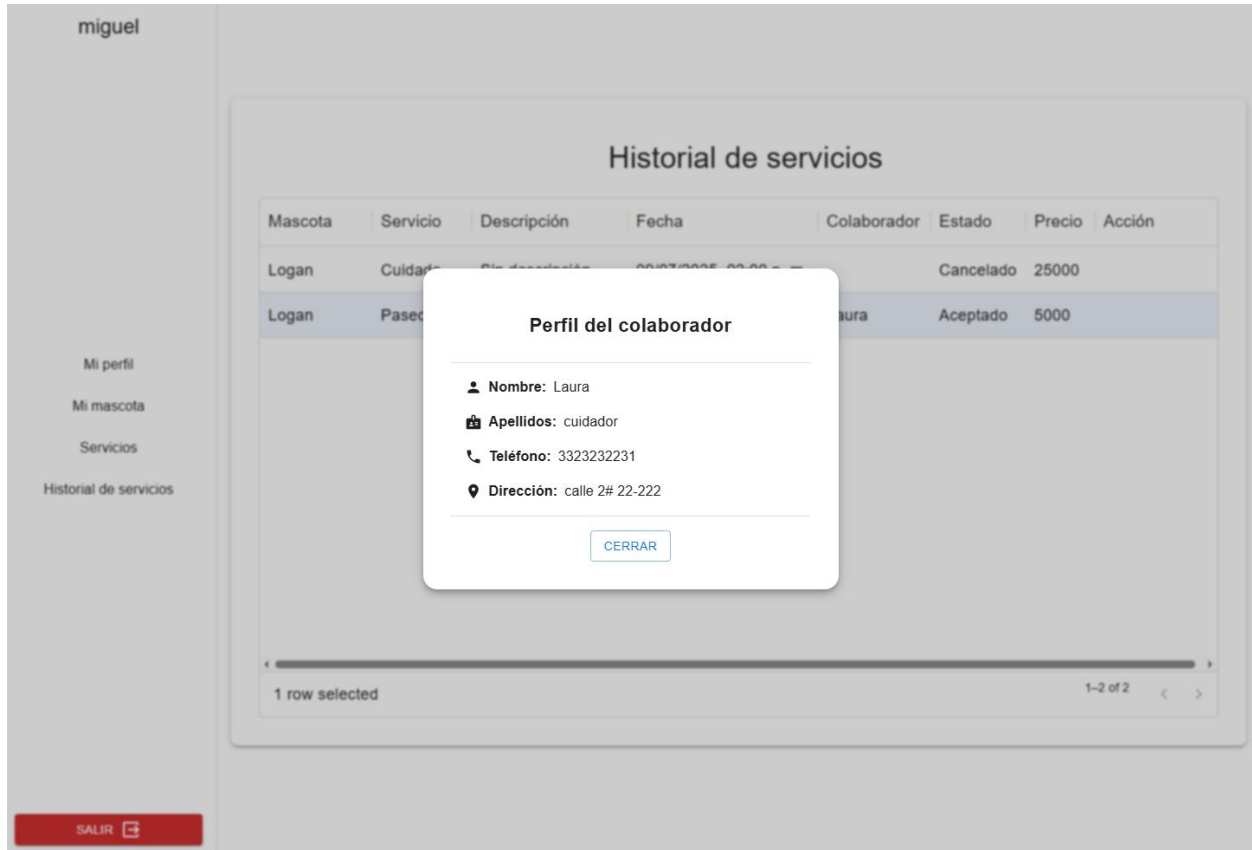 miguel
Historial de servicios
Mascota Servicio Descripción Fecha Colaborador Estado Precio Acción
Logan Cancelado 25000
Logan Aceptado 5000
Perfil del colaborador
Nombre: Laura
Apellidos: cuidador
Teléfono: 3323232231
Dirección: calle 2# 22-222
CERRAR
Mi perfil
Mi mascota
Servicios
Historial de servicios
1 row selected 1–2 of 2
SALIR